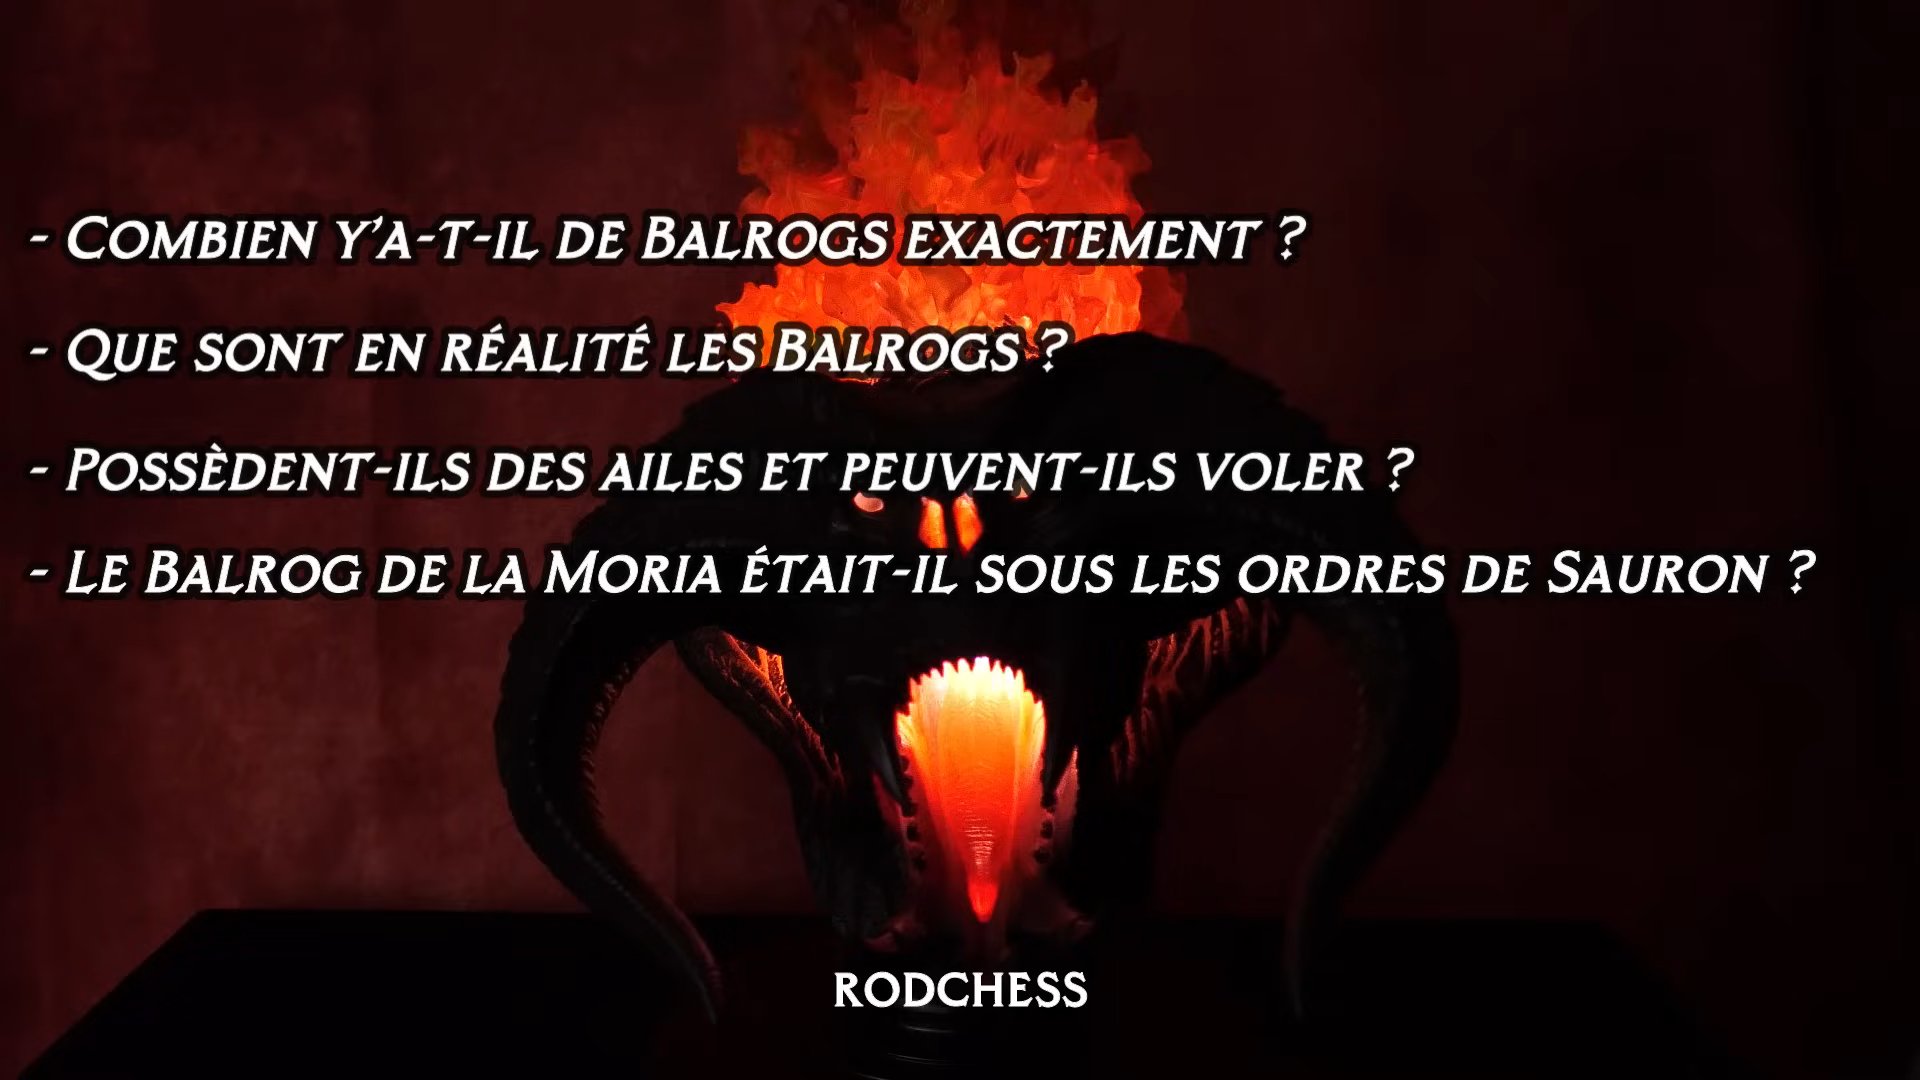 - Combien y’a-t-il de Balrogs exactement ?
- Que sont en réalité les Balrogs ?
- Possèdent-ils des ailes et peuvent-ils voler ?
- Le Balrog de la Moria était-il sous les ordres de Sauron ?
RODCHESS